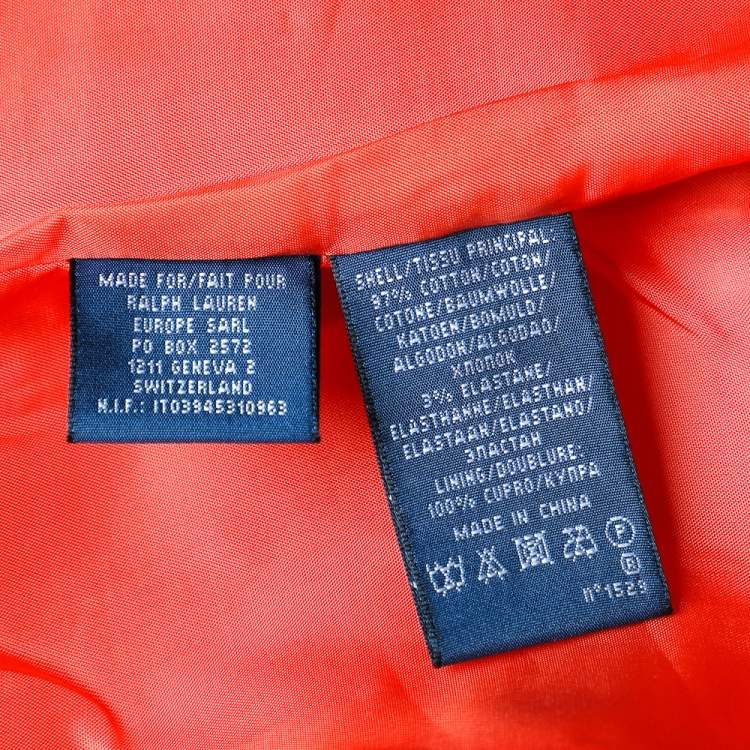 MADE FOR/FAIT POUR
RALPH LAUREN
EUROPE SARL
PO BOX 2572
1211 GENEVA 2
SWITZERLAND
N.I.F.: IT03945310963
SHELL/TISSU PRINCIPAL:
97% COTTON/COTON/
COTONE/BAUMWOLLE/
KATOEN/BOMULD/
ALGODON/ALGODAO/
ХЛОПОК
3% ELASTANE/
ELASTHANNE/ELASTHAN/
ELASTAAN/ELASTANO/
ЭЛАСТАН
LINING/DOUBLURE:
100% CUPRO/КУПРА
MADE IN CHINA
F
R
n°1529